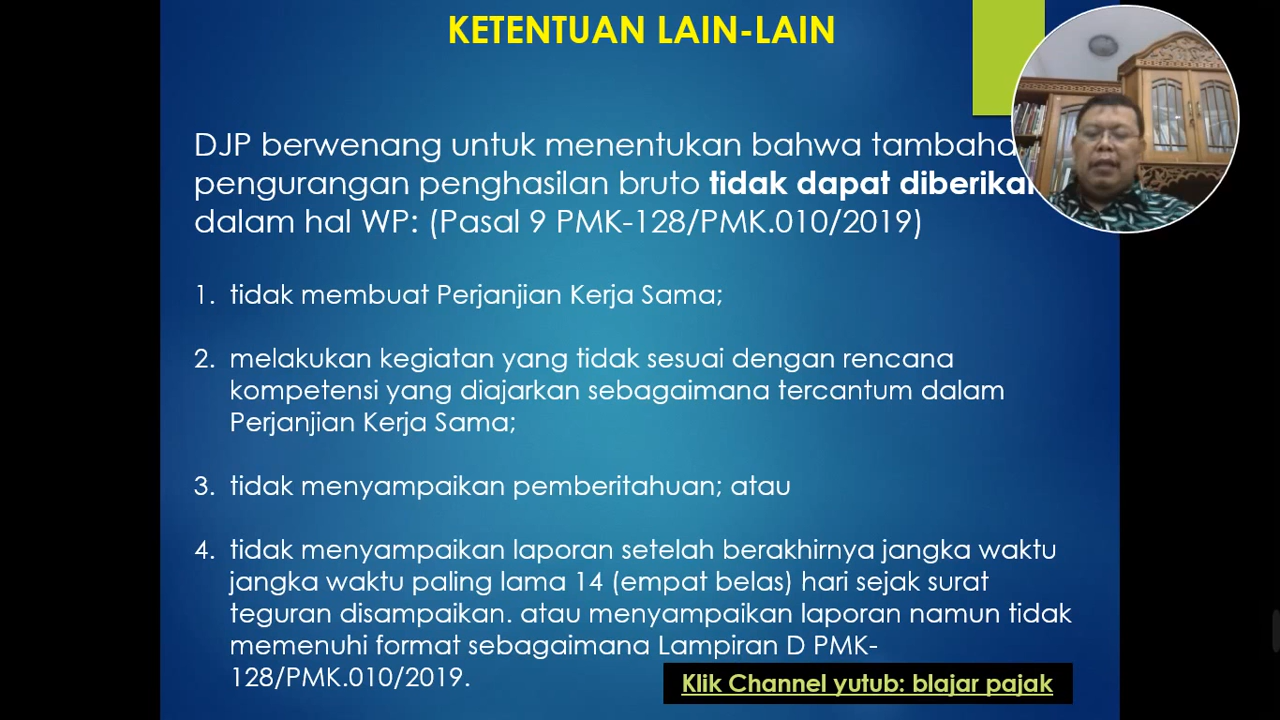 KETENTUAN LAIN-LAIN
DJP berwenang untuk menentukan bahwa
pengurangan penghasilan bruto tidak dapat
dalam hal WP: (Pasal 9 PMK-128/PMK.010/2019)
1. tidak membuat Perjanjian Kerja Sama;
2. melakukan kegiatan yang tidak sesuai dengan rencana
kompetensi yang diajarkan sebagaimana tercantum dalam
Perjanjian Kerja Sama;
3. tidak menyampaikan pemberitahuan; atau
4. tidak menyampaikan laporan setelah berakhirnya jangka waktu
jangka waktu paling lama 14 (empat belas) hari sejak surat
teguran disampaikan. atau menyampaikan laporan namun tidak
memenuhi format sebagaimana Lampiran D PMK-
128/PMK.010/2019.
Klik Channel yutub: blajar pajak